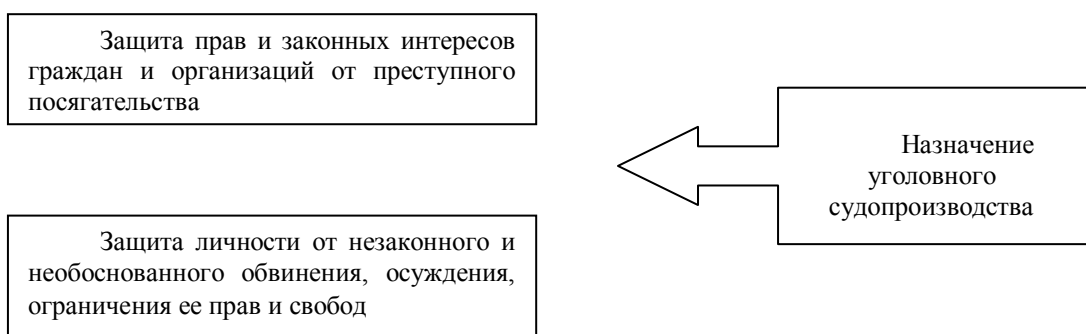 Защита прав и законных интересов
граждан и организаций от преступного
посягательства
Назначение
уголовного
судопроизводства
Защита личности от незаконного и
необоснованного обвинения, осуждения,
ограничения ее прав и свобод